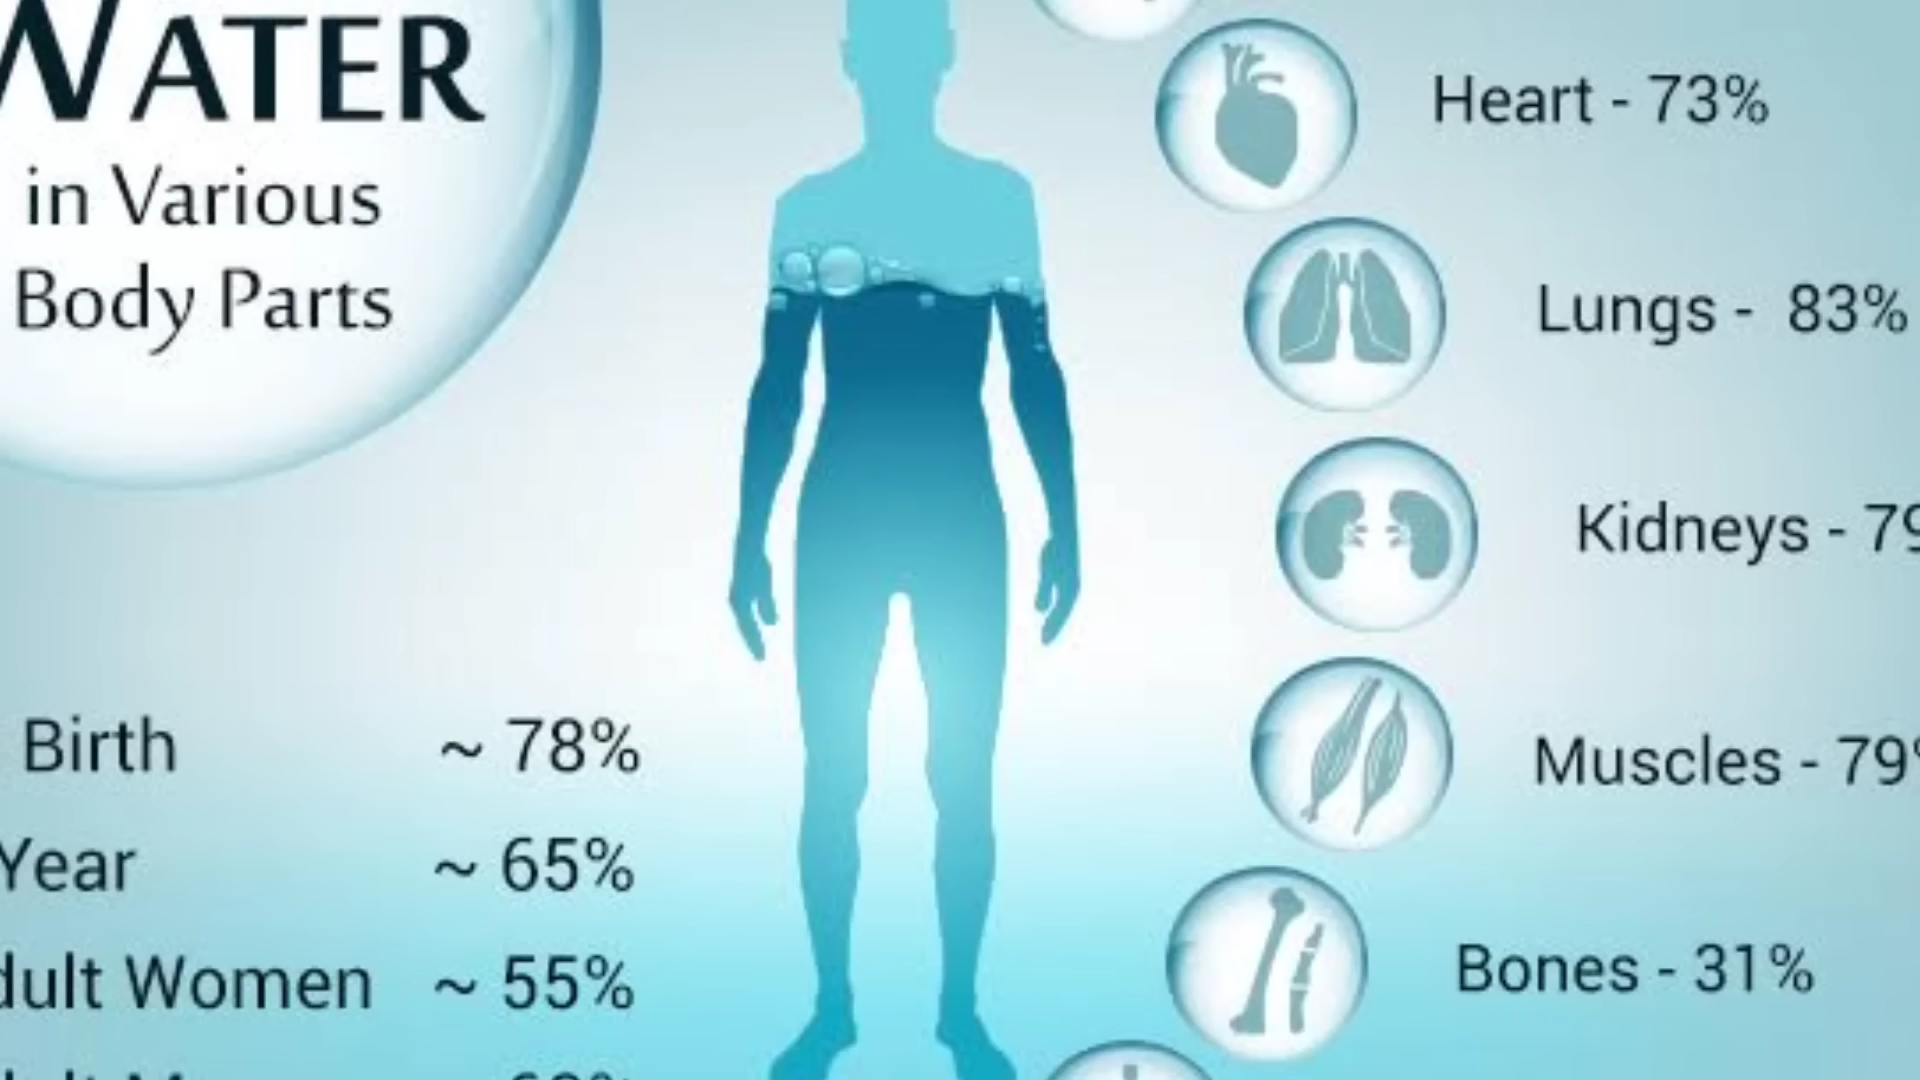 WATER
in Various
Body Parts
Heart - 73%
Lungs - 83%
Kidneys - 79
Muscles - 79%
Birth ~ 78%
Year ~ 65%
dult Women ~ 55%
Bones - 31%